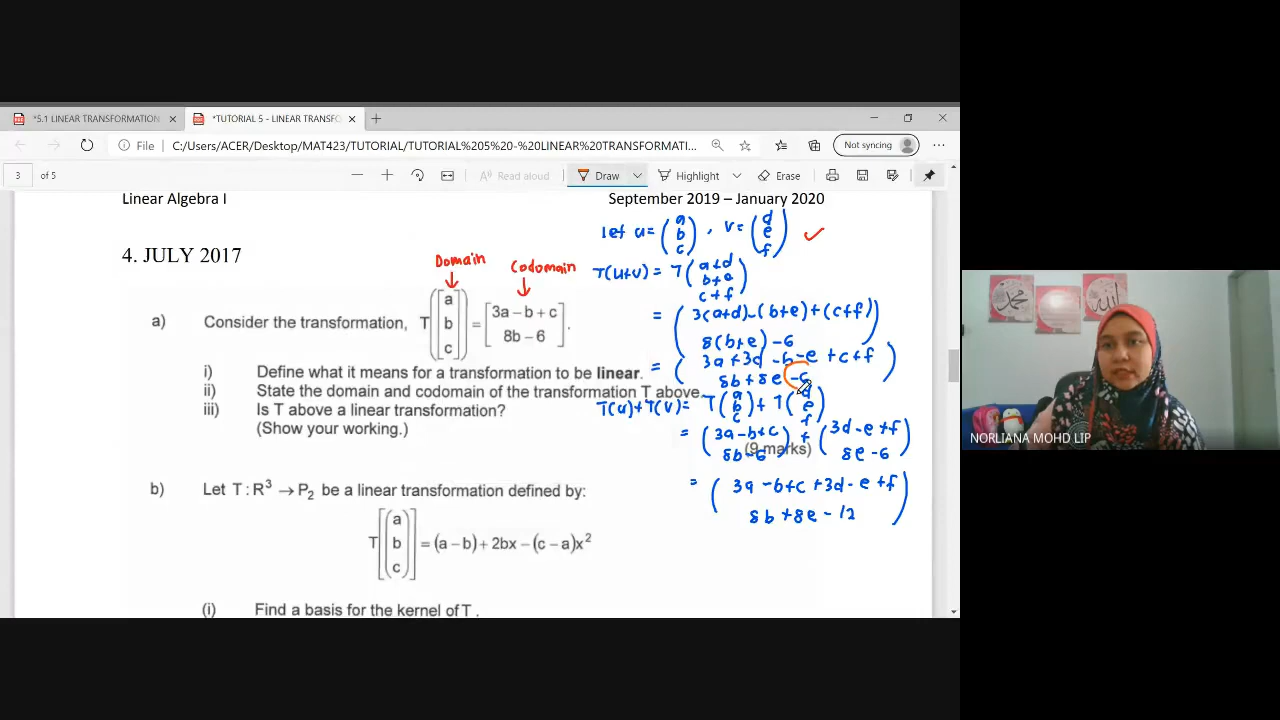 *5.1 LINEAR TRANSFORMATION
*TUTORIAL 5 - LINEAR TRANSFO
File
C:/Users/ACER/Desktop/MAT423/TUTORIAL/TUTORIAL%205%20-%20LINEAR%20TRANSFORMATI...
Not syncing
3 of 5
Read aloud
Draw
Highlight
Erase
Linear Algebra I
September 2019 – January 2020
let u = (a b c), v = (d e f) ✓
4. JULY 2017
Domain
Codomain
T(u+v) = T (a+d b+e c+f)
a) Consider the transformation, T([a b c]) = [3a – b + c 8b – 6].
= (3(a+d) - (b+e) + (c+f) 8(b+e) - 6)
= (3a + 3d - b - e + c + f 8b + 8e - 6)
i) Define what it means for a transformation to be linear.
ii) State the domain and codomain of the transformation T above.
iii) Is T above a linear transformation?
(Show your working.)
(9 marks)
T(u) + T(v) = T (a b c) + T (d e f)
= (3a - b + c 8b - 6) + (3d - e + f 8e - 6)
= (3a - b + c + 3d - e + f 8b + 8e - 12)
b) Let T : R³ → P₂ be a linear transformation defined by:
T[(a b c)] = (a – b) + 2bx – (c – a)x²
(i) Find a basis for the kernel of T .
NORLIANA MOHD LIP